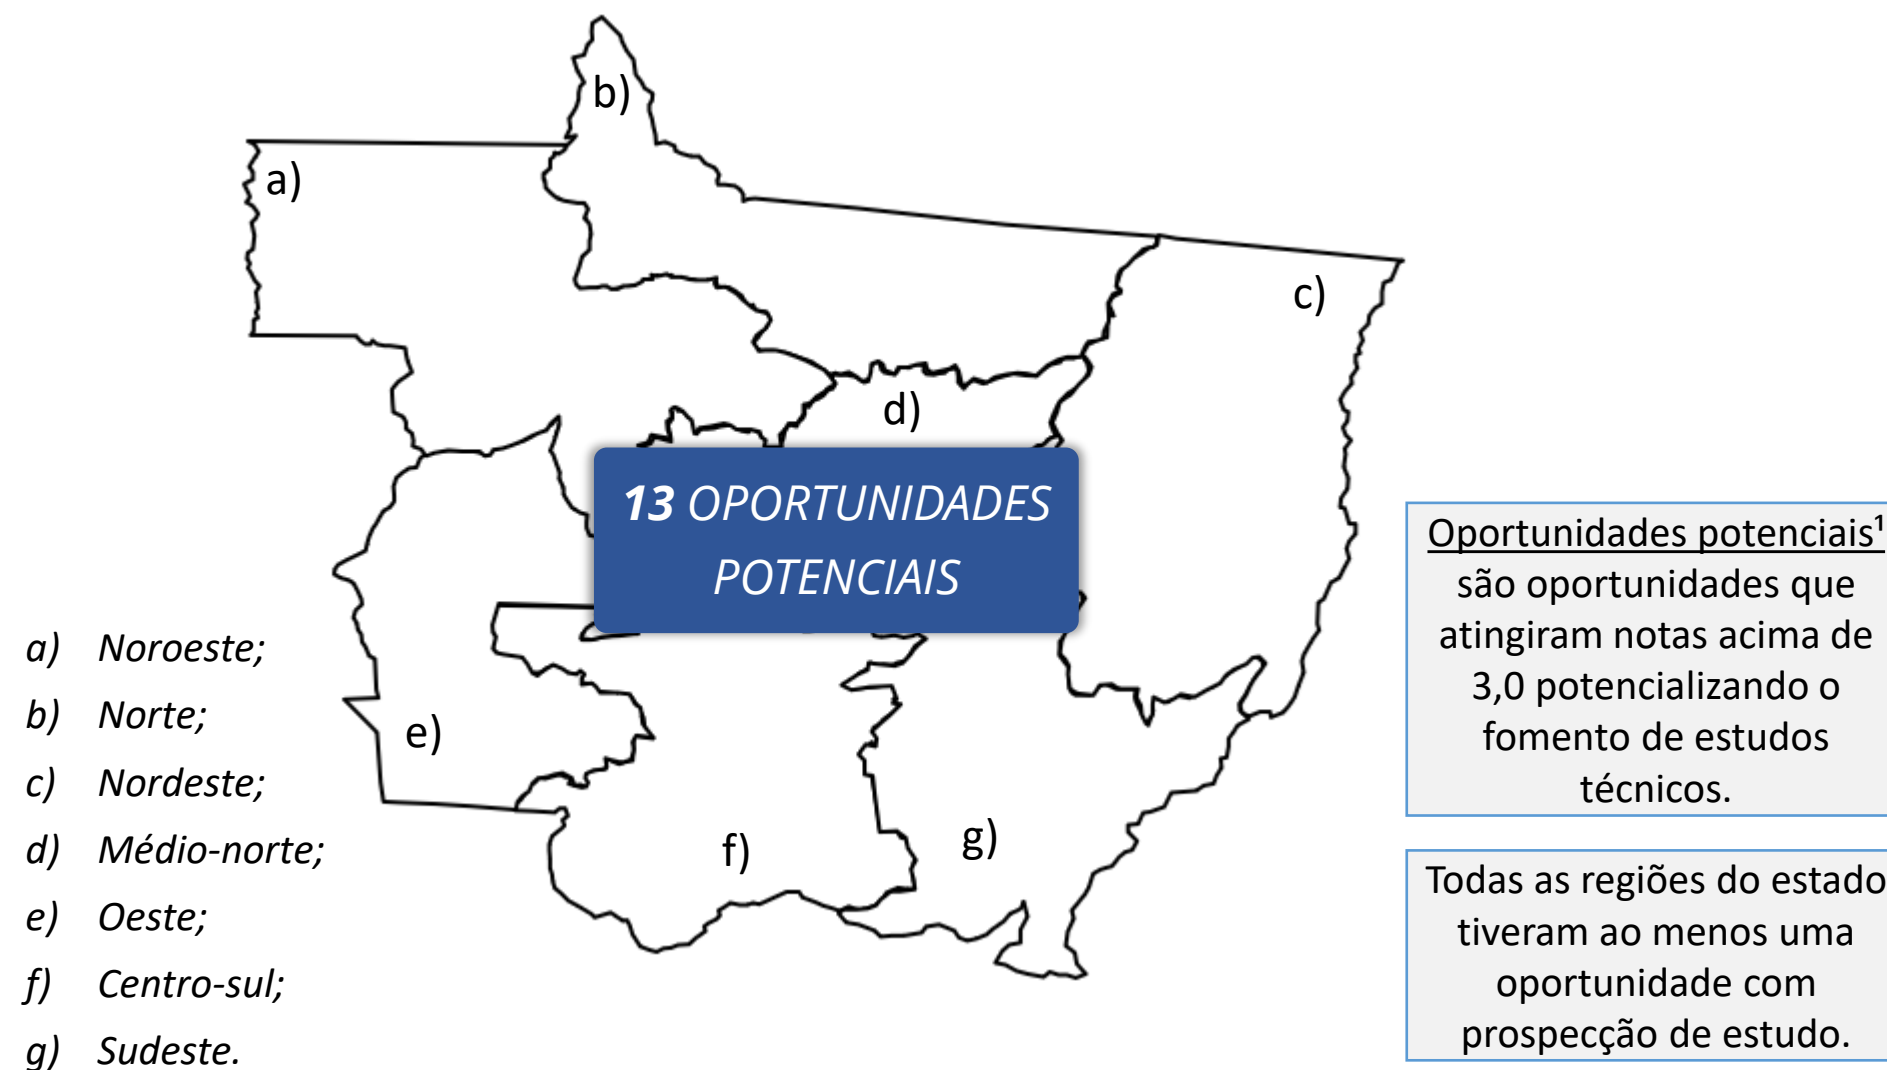 b)
a)
c)
d)
13 OPORTUNIDADES
POTENCIAIS
e)
f)
g)
a) Noroeste;
b) Norte;
c) Nordeste;
d) Médio-norte;
e) Oeste;
f) Centro-sul;
g) Sudeste.
Oportunidades potenciais¹
são oportunidades que
atingiram notas acima de
3,0 potencializando o
fomento de estudos
técnicos.
Todas as regiões do estado
tiveram ao menos uma
oportunidade com
prospecção de estudo.